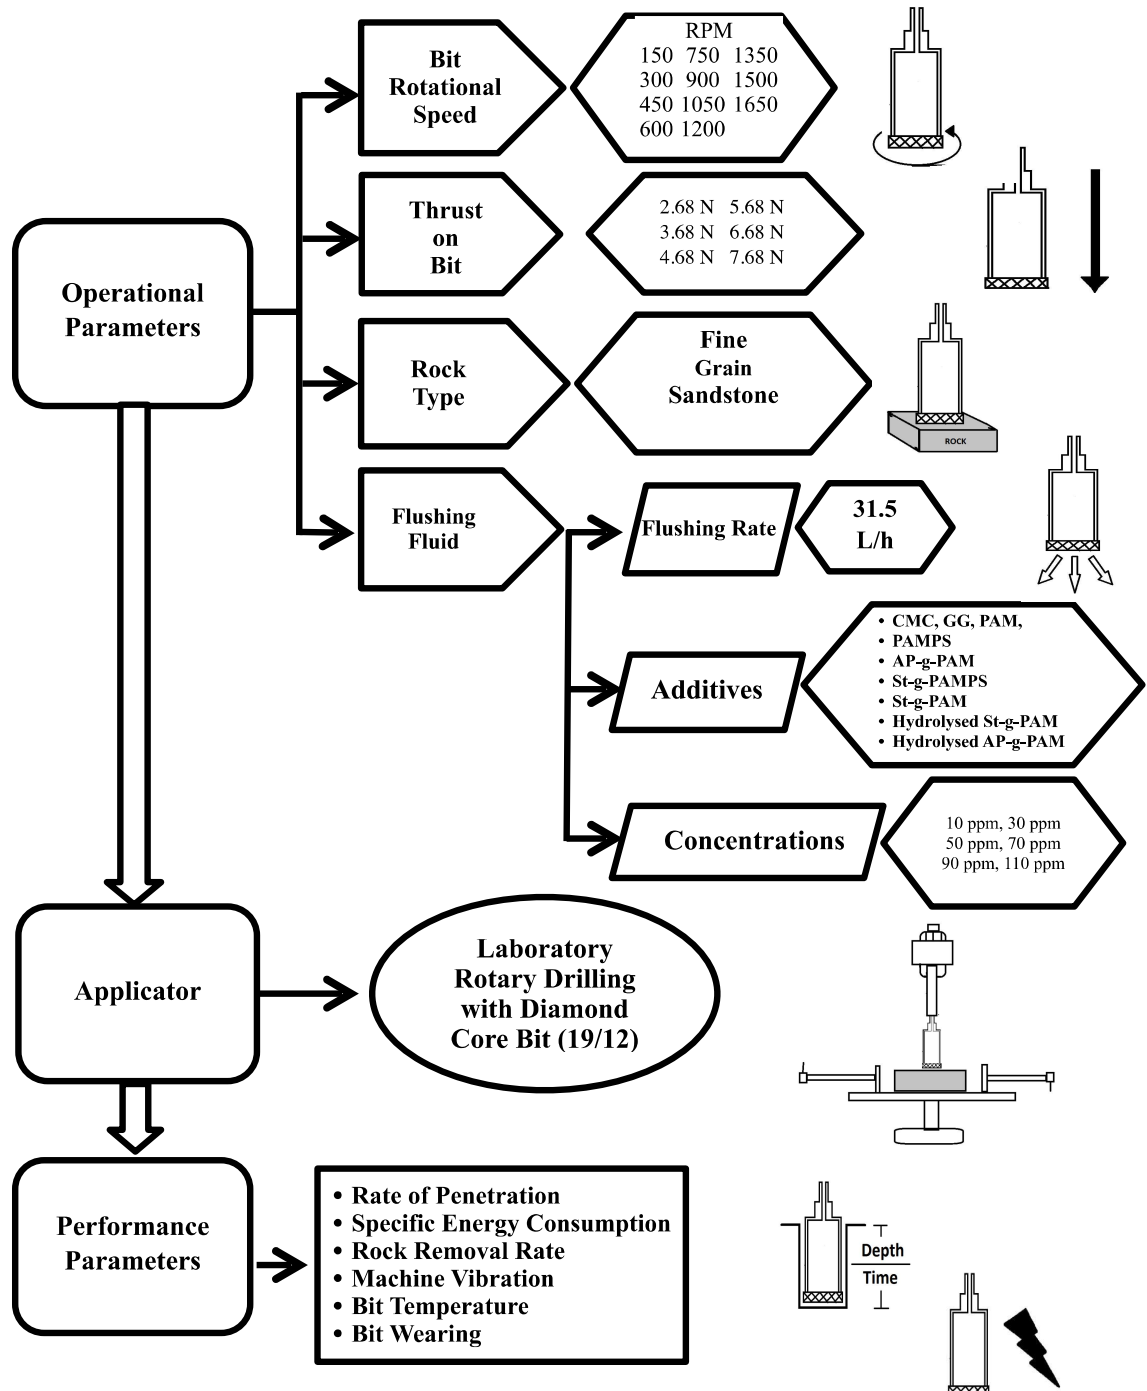 Bit
Rotational
Speed
RPM
150 750 1350
300 900 1500
450 1050 1650
600 1200
Thrust
on
Bit
2.68 N 5.68 N
3.68 N 6.68 N
4.68 N 7.68 N
Operational
Parameters
Rock
Type
Fine
Grain
Sandstone
ROCK
Flushing
Fluid
Flushing Rate
31.5
L/h
Additives
• CMC, GG, PAM,
• PAMPS
• AP-g-PAM
• St-g-PAMPS
• St-g-PAM
• Hydrolysed St-g-PAM
• Hydrolysed AP-g-PAM
Concentrations
10 ppm, 30 ppm
50 ppm, 70 ppm
90 ppm, 110 ppm
Applicator
Laboratory
Rotary Drilling
with Diamond
Core Bit (19/12)
Performance
Parameters
• Rate of Penetration
• Specific Energy Consumption
• Rock Removal Rate
• Machine Vibration
• Bit Temperature
• Bit Wearing
Depth
Time